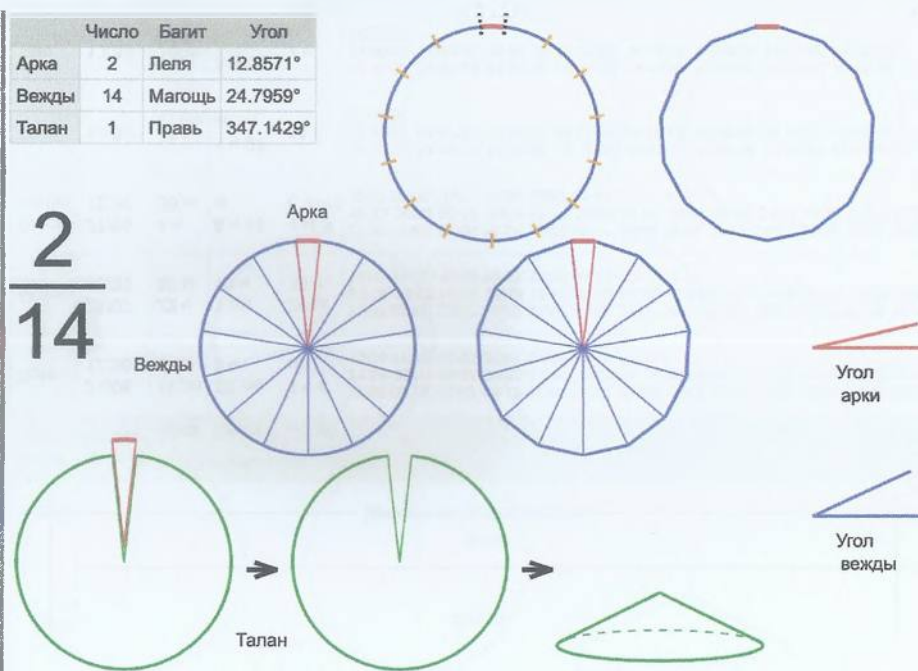 Число Багит Угол
Арка 2 Леля 12.8571°
Вежды 14 Магощь 24.7959°
Талан 1 Правь 347.1429°
2
14
Арка
Вежды
Угол
арки
Угол
вежды
Талан